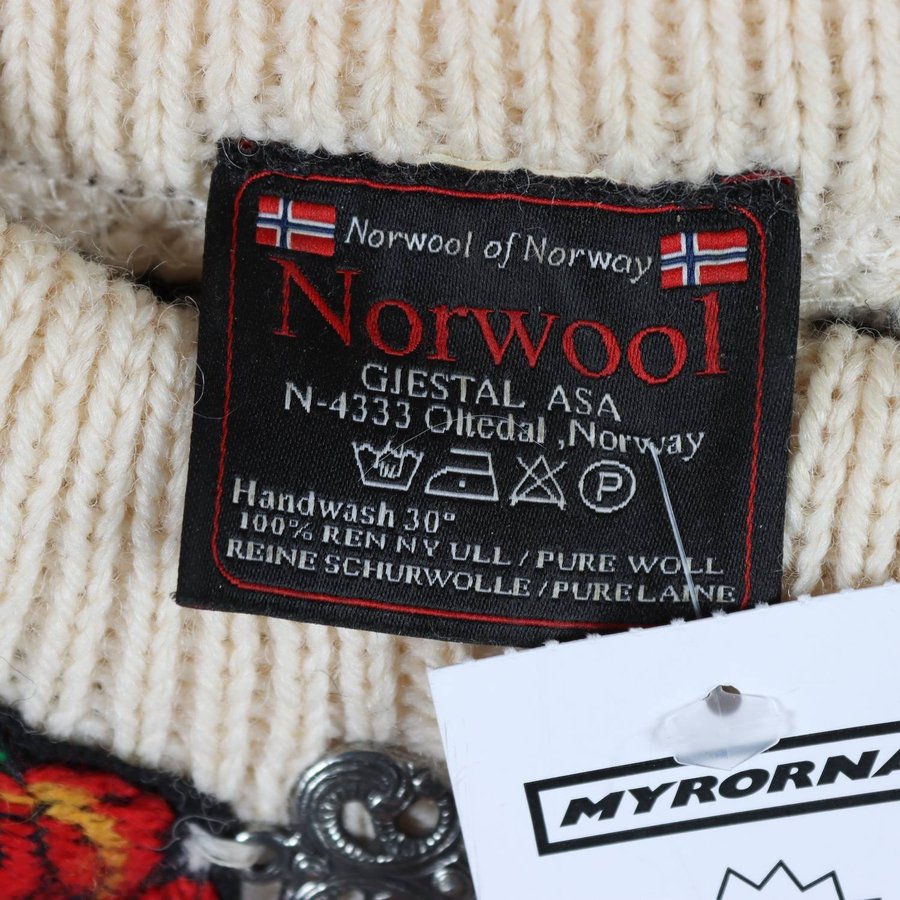 Norwool of Norway
Norwool
GJESTAL ASA
N-4333 Oltedal ,Norway
P
Handwash 30°
100% REN NY ULL / PURE WOLL
REINE SCHURWOLLE / PURE LAINE
MYRORNA